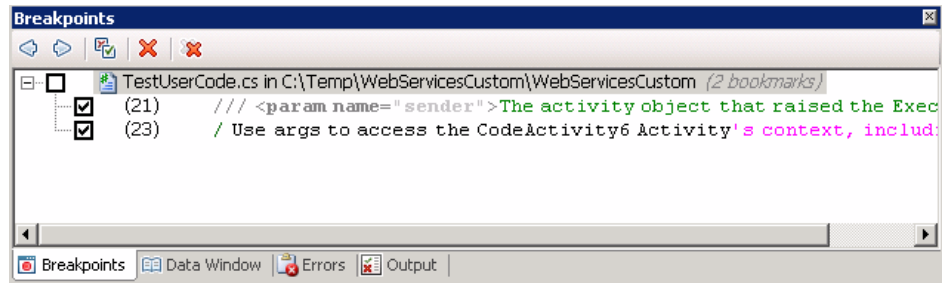 Breakpoints
TestUserCode.cs in C:\Temp\WebServicesCustom\WebServicesCustom (2 bookmarks)
(21) /// <param name="sender">The activity object that raised the Exec
(23) / Use args to access the CodeActivity6 Activity's context, includ
Breakpoints Data Window Errors Output